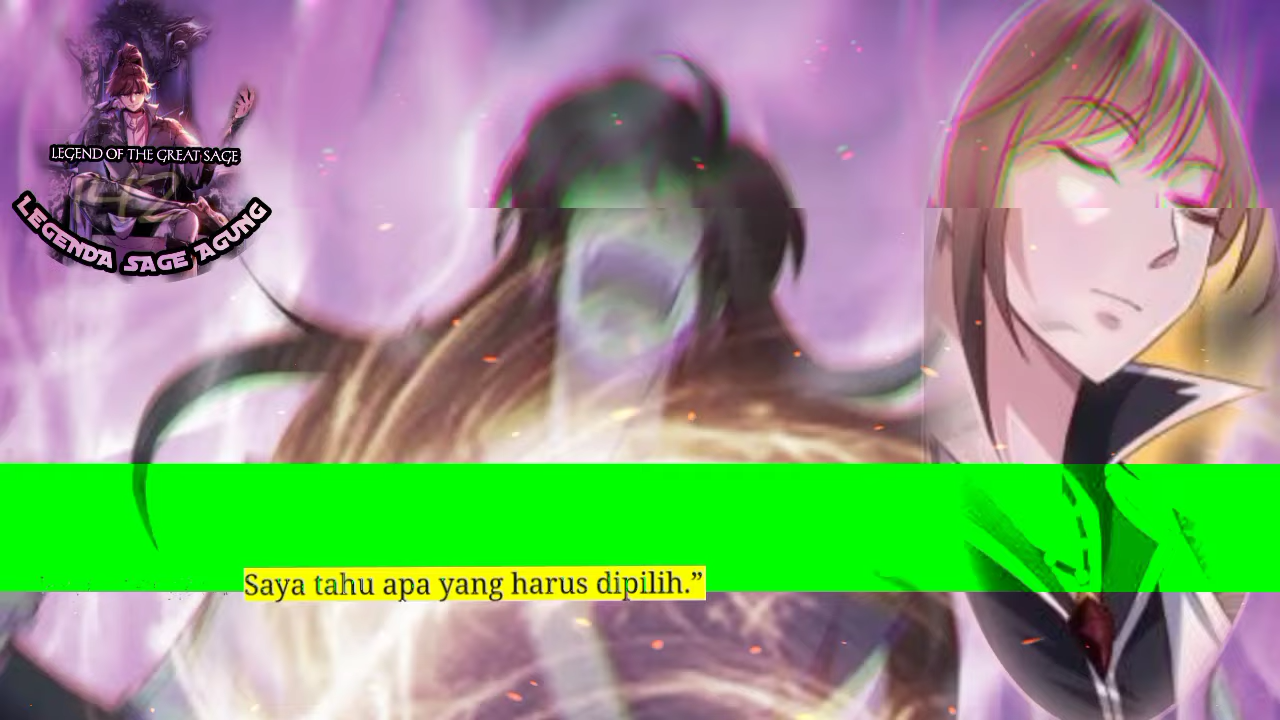 LEGEND OF THE GREAT SAGE
LEGENDA SAGE AGUNG
Saya tahu apa yang harus dipilih.”